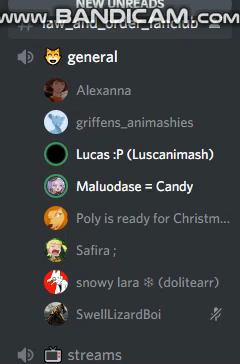 NEW UNREADS
www.BANDICAM.com
law_and_order_fanclub
general
Alexanna
griffens_animashies
Lucas :P (Luscanimash)
Maluodase = Candy
Poly is ready for Christm...
Safira ;
snowy lara ❄ (dolitearr)
SwellLizardBoi
streams